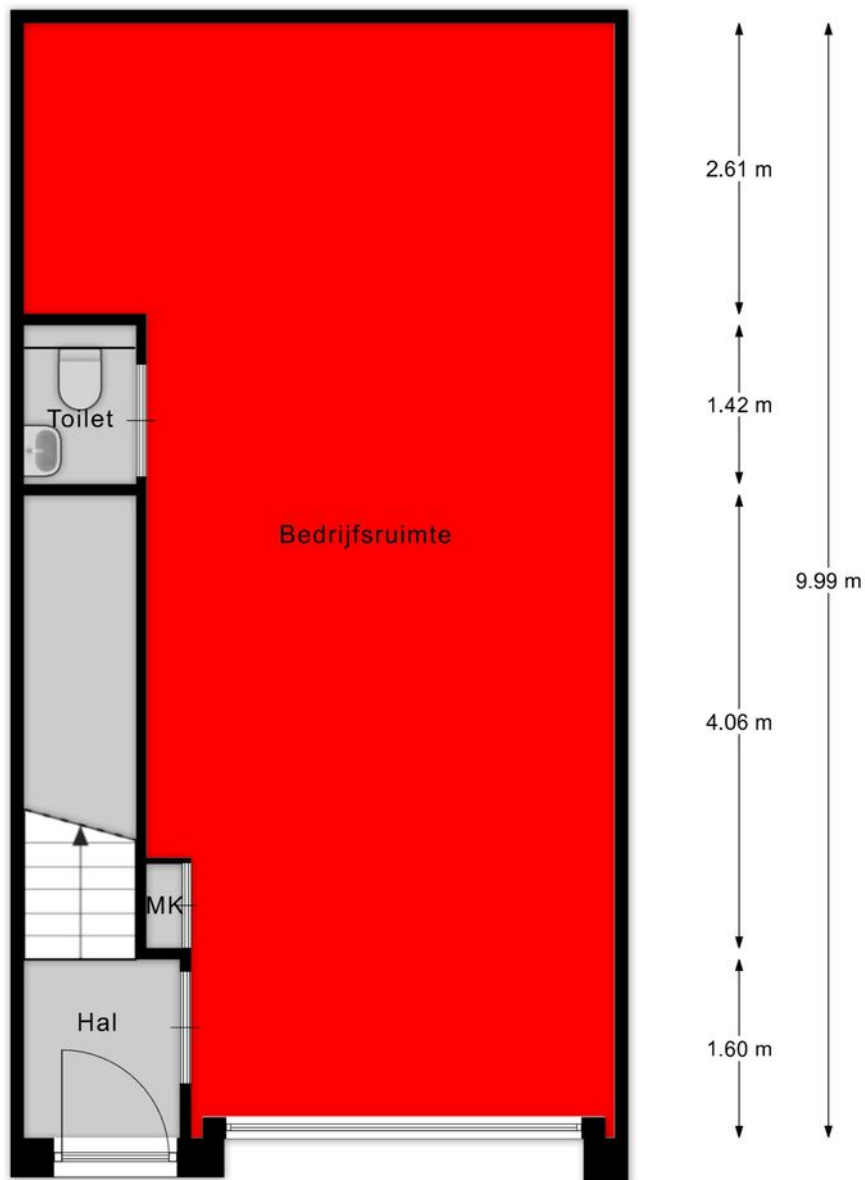 2.61 m
1.42 m
Toilet
Bedrijfsruimte
9.99 m
4.06 m
MK
Hal
1.60 m